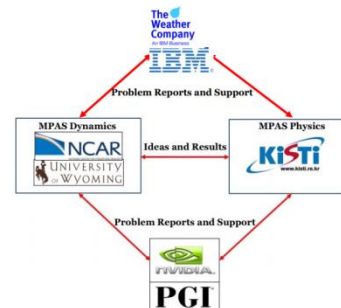 The
Weather
Company
An IBM Business
IBM
Problem Reports and Support
MPAS Dynamics
MPAS Physics
NCAR
Ideas and Results
KiSTi
UNIVERSITY
OF WYOMING
www.kisti.re.kr
Problem Reports and Support
NVIDIA.
PGI